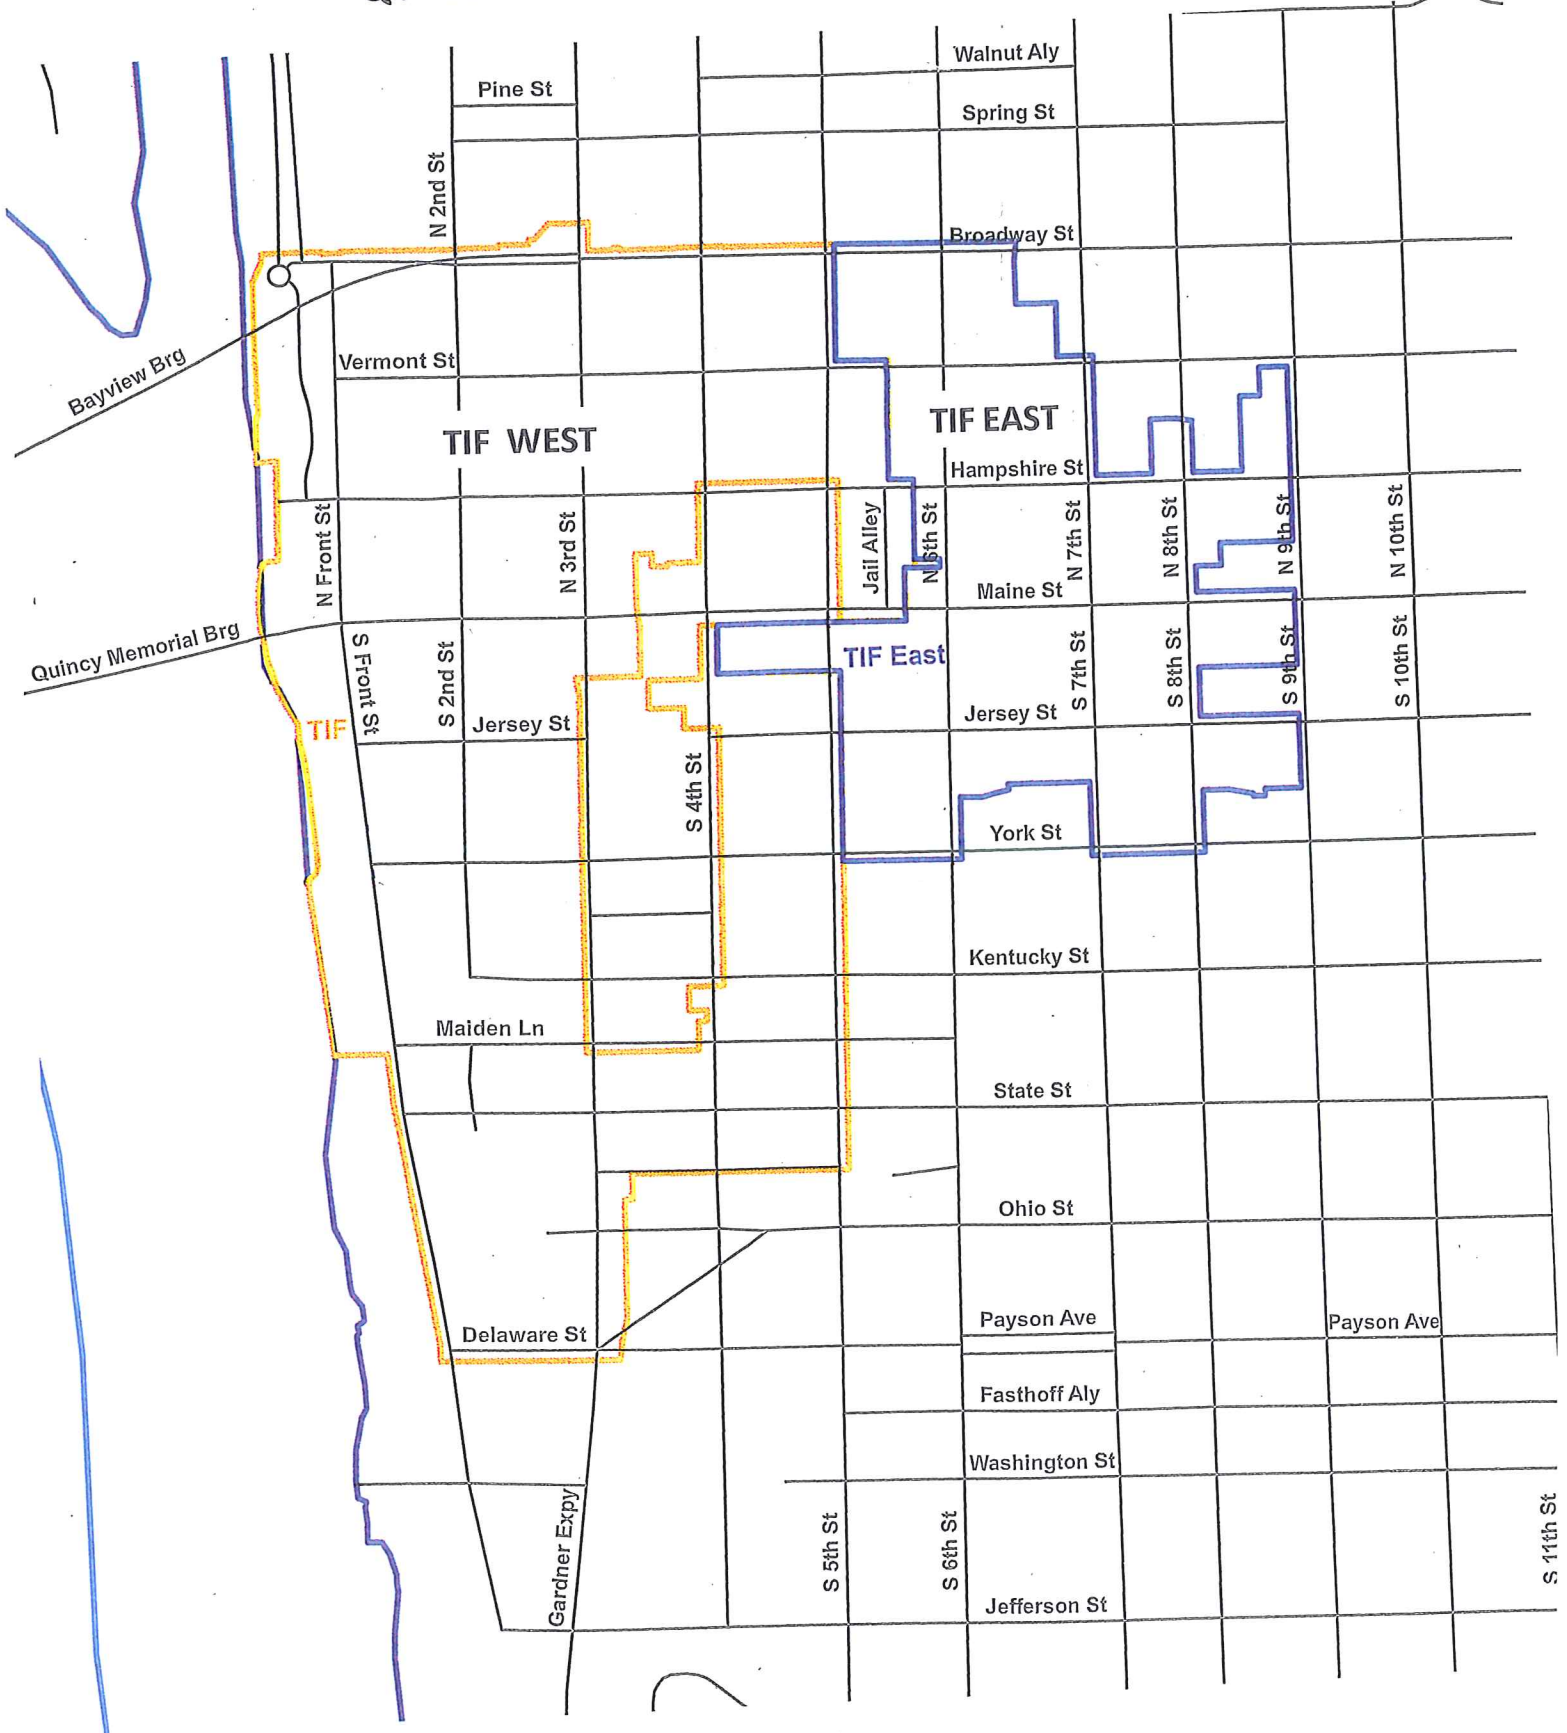 Walnut Aly
Pine St
Spring St
N 2nd St
Broadway St
Bayview Brg
Vermont St
TIF WEST
TIF EAST
Hampshire St
N Front St
N 3rd St
Jail Alley
N 6th St
N 7th St
N 8th St
N 9th St
N 10th St
Maine St
Quincy Memorial Brg
S Front St
S 2nd St
TIF East
S 7th St
S 8th St
S 9th St
S 10th St
TIF
Jersey St
Jersey St
S 4th St
York St
Kentucky St
Maiden Ln
State St
Ohio St
Delaware St
Payson Ave
Payson Ave
Fasthoff Aly
Washington St
Gardner Expy
S 5th St
S 6th St
S 11th St
Jefferson St